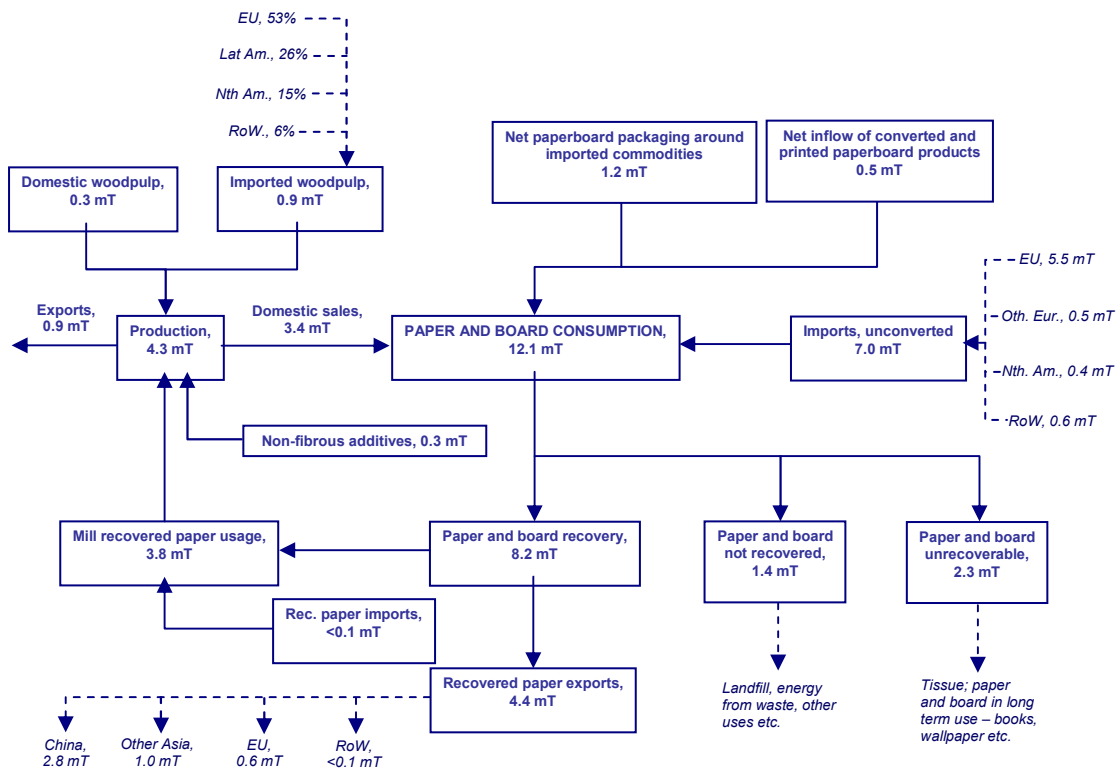 EU, 53%
Lat Am., 26%
Nth Am., 15%
RoW., 6%
Net paperboard packaging around
imported commodities
1.2 mT
Net inflow of converted and
printed paperboard products
0.5 mT
Domestic woodpulp,
0.3 mT
Imported woodpulp,
0.9 mT
EU, 5.5 mT
Oth. Eur., 0.5 mT
Nth. Am., 0.4 mT
RoW, 0.6 mT
Exports,
0.9 mT
Production,
4.3 mT
Domestic sales,
3.4 mT
PAPER AND BOARD CONSUMPTION,
12.1 mT
Imports, unconverted
7.0 mT
Non-fibrous additives, 0.3 mT
Mill recovered paper usage,
3.8 mT
Paper and board recovery,
8.2 mT
Paper and board
not recovered,
1.4 mT
Paper and board
unrecoverable,
2.3 mT
Rec. paper imports,
<0.1 mT
Recovered paper exports,
4.4 mT
Landfill, energy
from waste, other
uses etc.
Tissue; paper
and board in long
term use – books,
wallpaper etc.
China,
2.8 mT
Other Asia,
1.0 mT
EU,
0.6 mT
RoW,
<0.1 mT